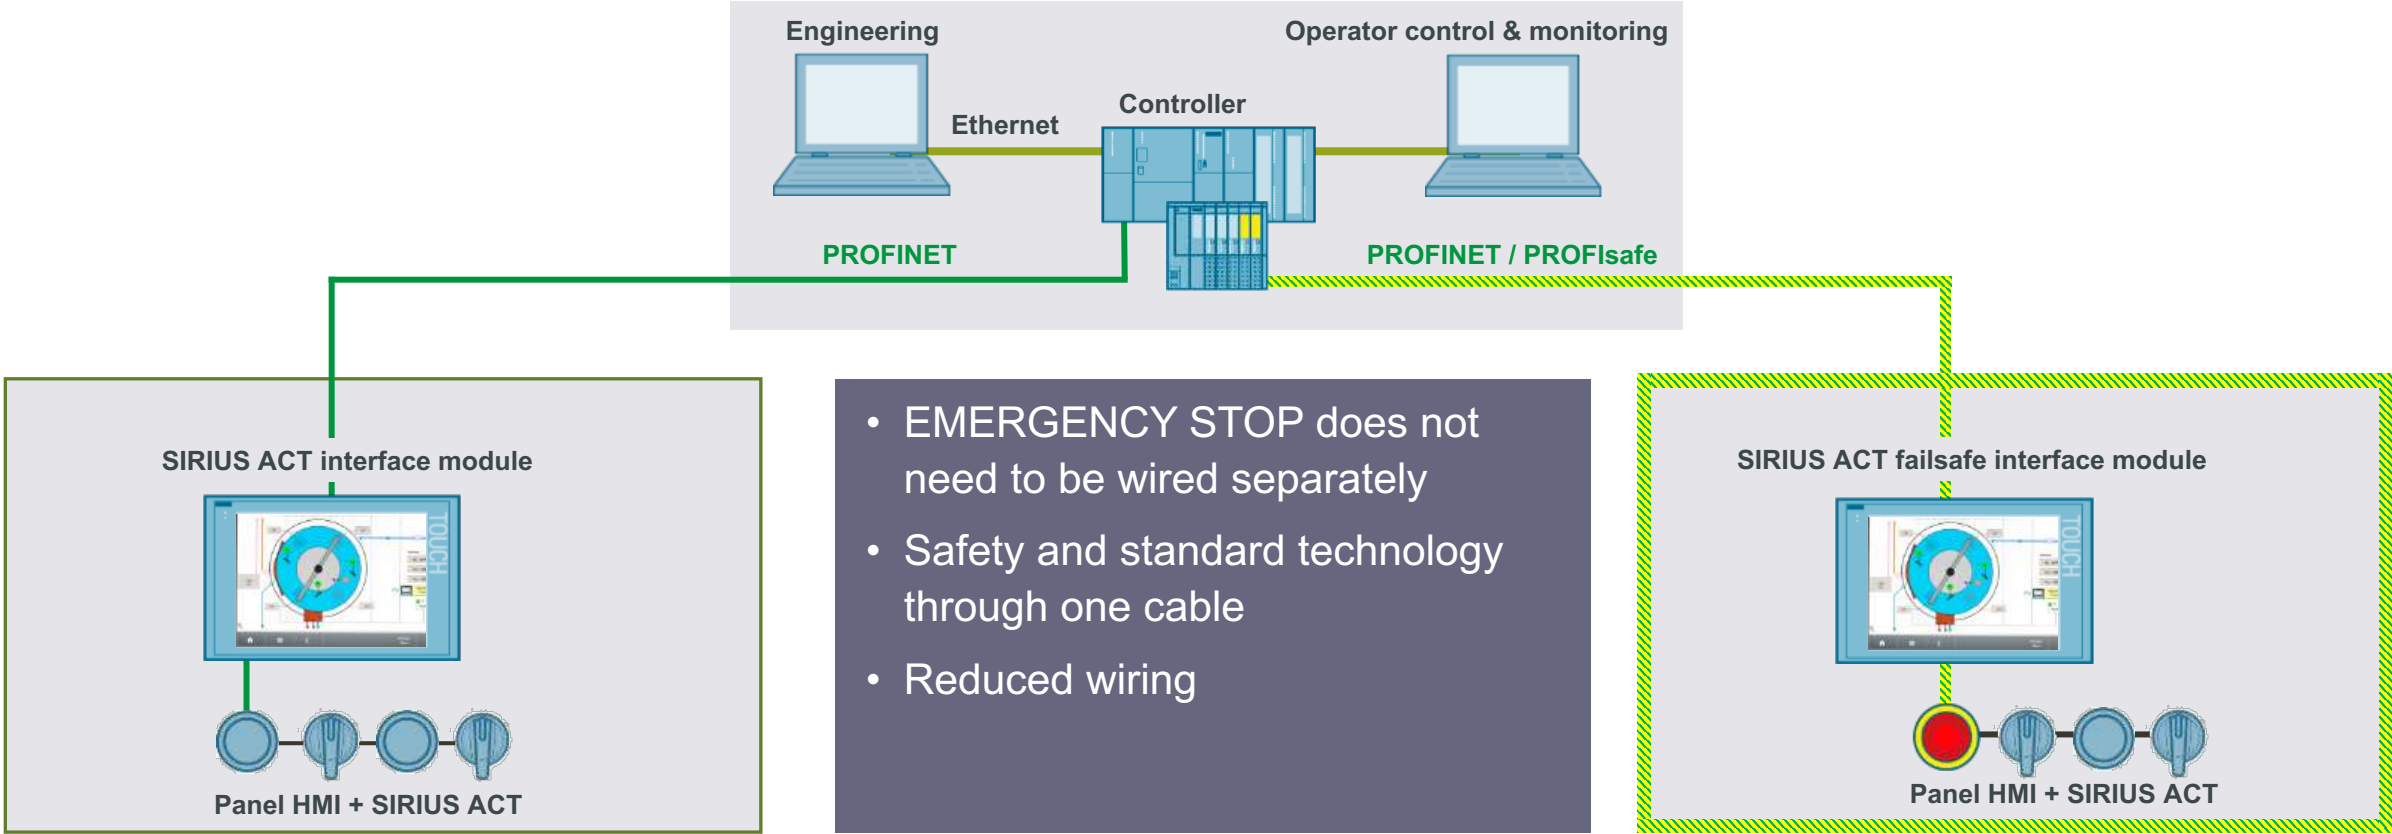 Engineering
Operator control & monitoring
Ethernet
Controller
PROFINET
PROFINET / PROFIsafe
SIRIUS ACT interface module
TOUCH
Panel HMI + SIRIUS ACT
• EMERGENCY STOP does not
need to be wired separately
• Safety and standard technology
through one cable
• Reduced wiring
SIRIUS ACT failsafe interface module
TOUCH
Panel HMI + SIRIUS ACT